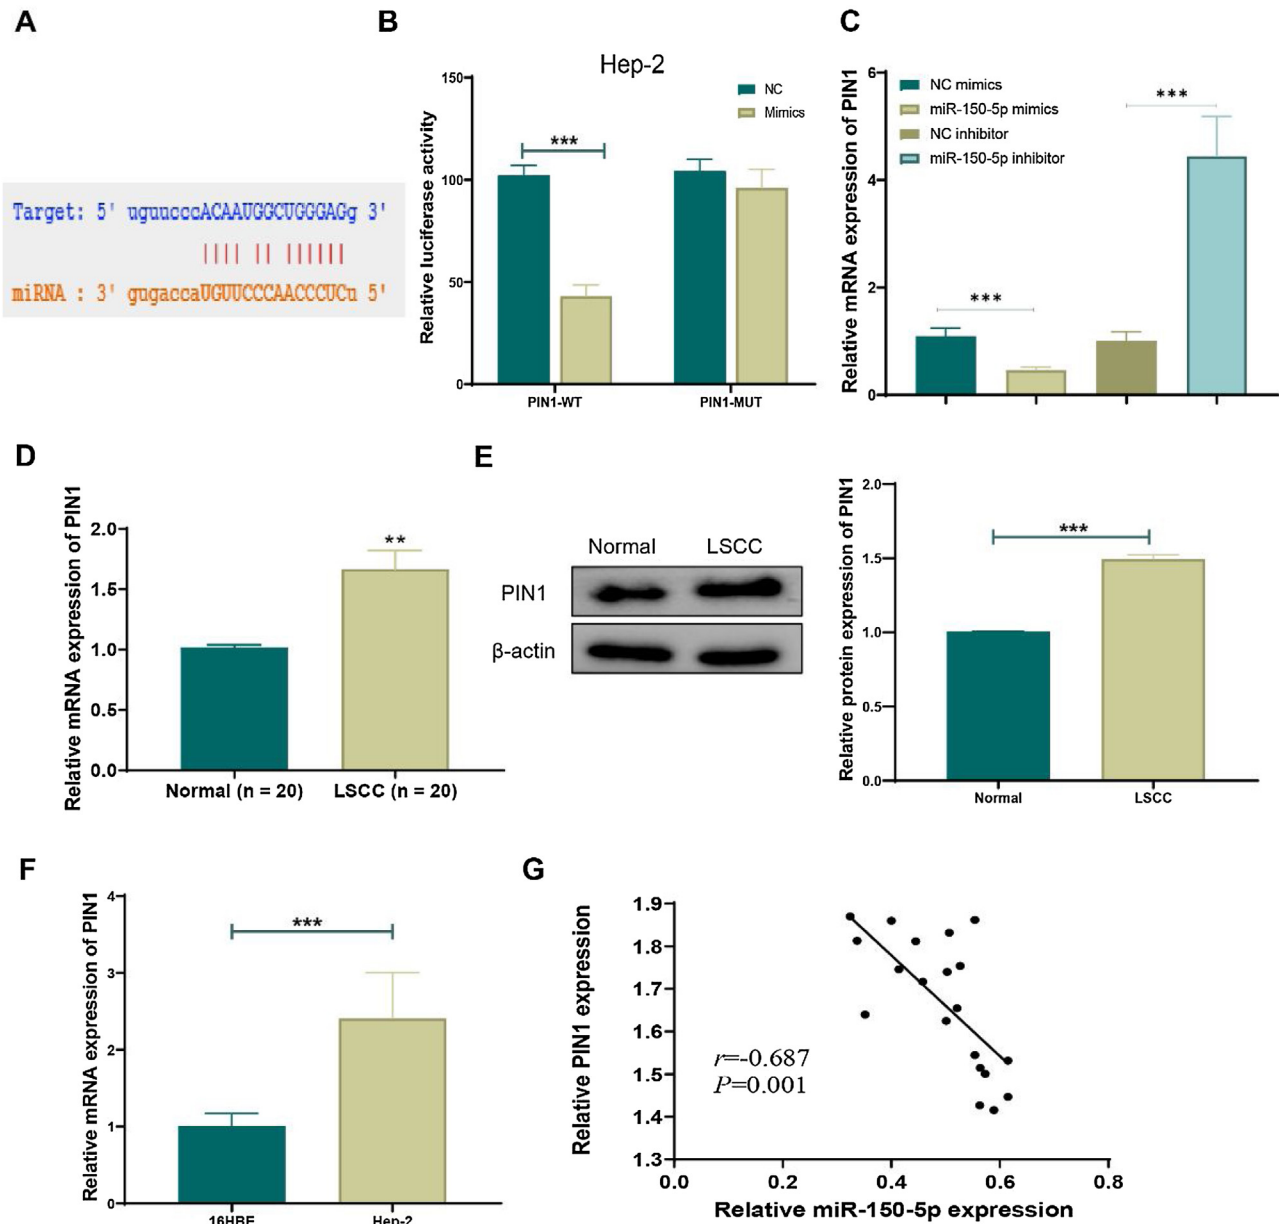 A
Target: 5' uguucccACAAUGGCUGGGAGg 3'
miRNA : 3' gugaccaUGUUCCCAACCCUCu 5'
B
Hep-2
NC
Mimics
***
Relative luciferase activity
150
100
50
0
PIN1-WT
PIN1-MUT
C
NC mimics
miR-150-5p mimics
NC inhibitor
miR-150-5p inhibitor
***
***
Relative mRNA expression of PIN1
6
4
2
0
D
Relative mRNA expression of PIN1
2.0
1.5
1.0
0.5
0.0
**
Normal (n = 20)
LSCC (n = 20)
E
Normal LSCC
PIN1
β-actin
Relative protein expression of PIN1
2.0
1.5
1.0
0.5
0.0
***
Normal
LSCC
F
Relative mRNA expression of PIN1
4
3
2
1
0
***
16HBE
Hep-2
G
Relative PIN1 expression
1.9
1.8
1.7
1.6
1.5
1.4
1.3
r=-0.687
P=0.001
0.0 0.2 0.4 0.6 0.8
Relative miR-150-5p expression